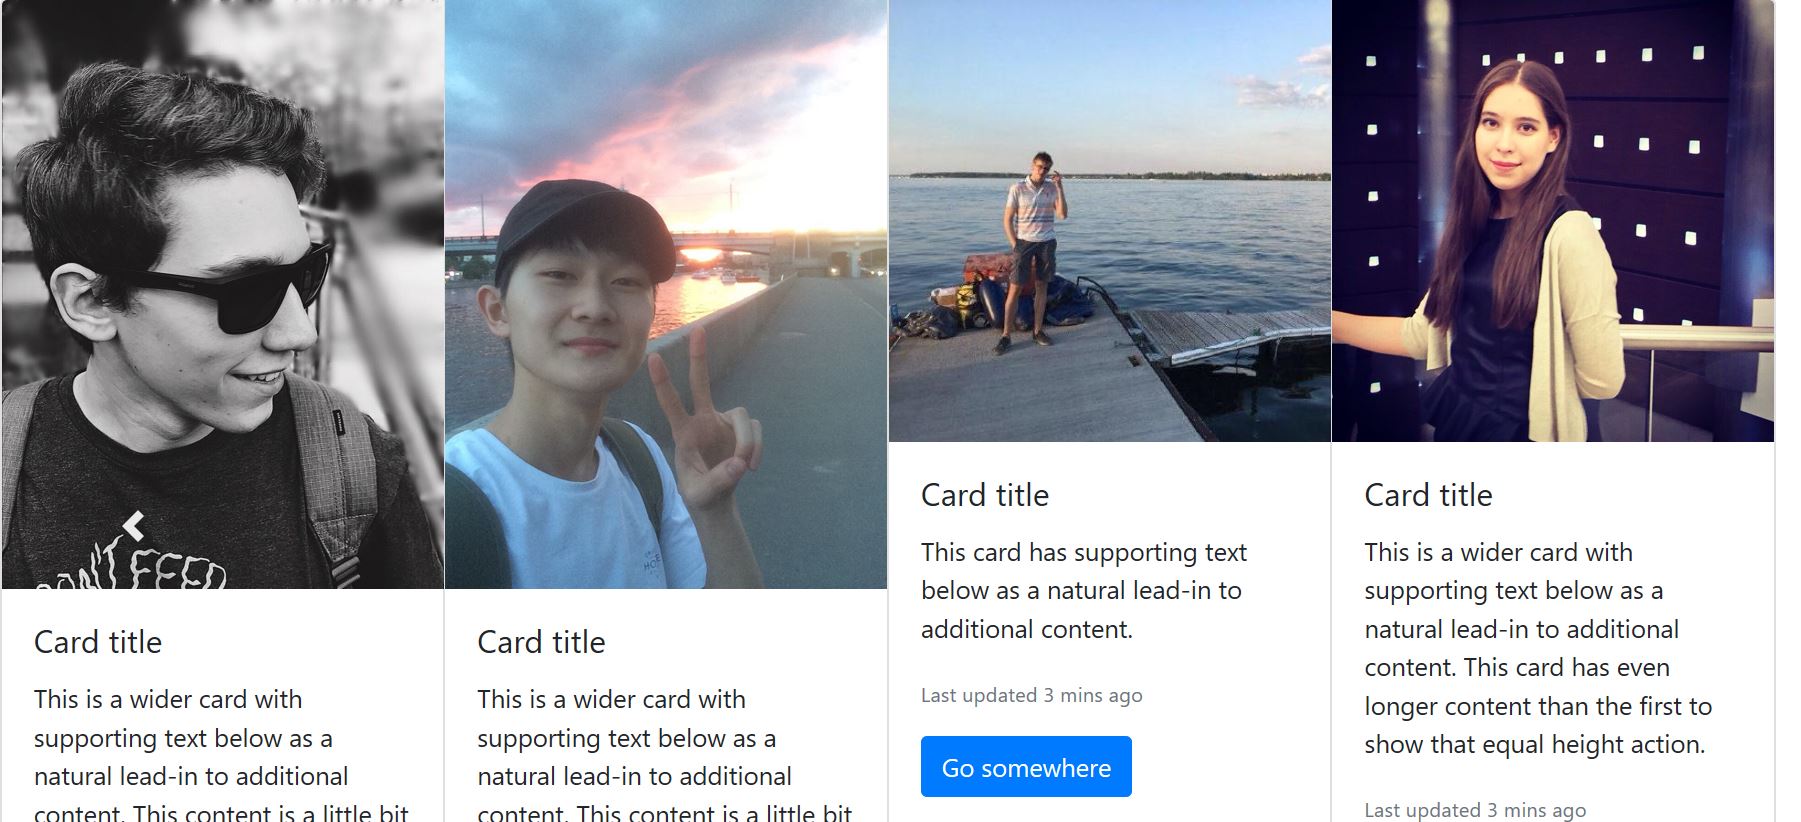 DON'T FEED
Card title
This is a wider card with
supporting text below as a
natural lead-in to additional
content. This content is a little bit
Card title
This is a wider card with
supporting text below as a
natural lead-in to additional
content. This content is a little bit
Card title
This card has supporting text
below as a natural lead-in to
additional content.
Last updated 3 mins ago
Go somewhere
Card title
This is a wider card with
supporting text below as a
natural lead-in to additional
content. This card has even
longer content than the first to
show that equal height action.
Last updated 3 mins ago